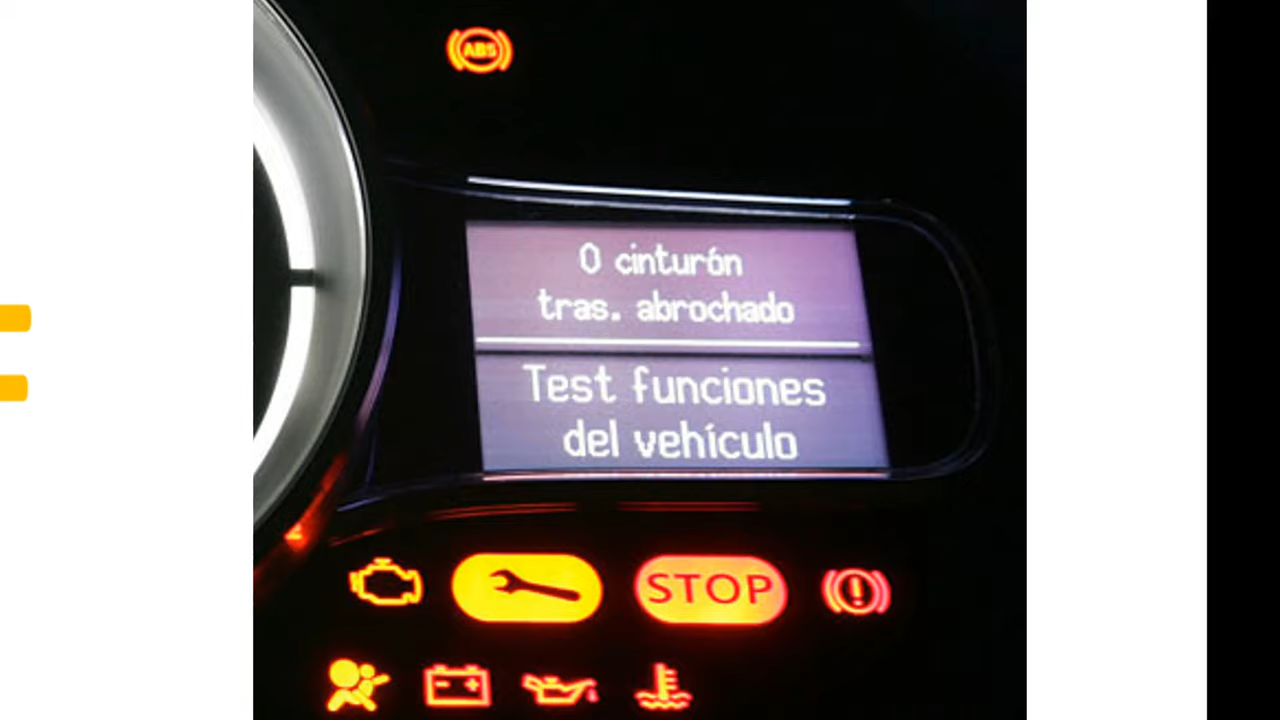 ABS
0 cinturón
tras. abrochado
Test funciones
del vehículo
STOP